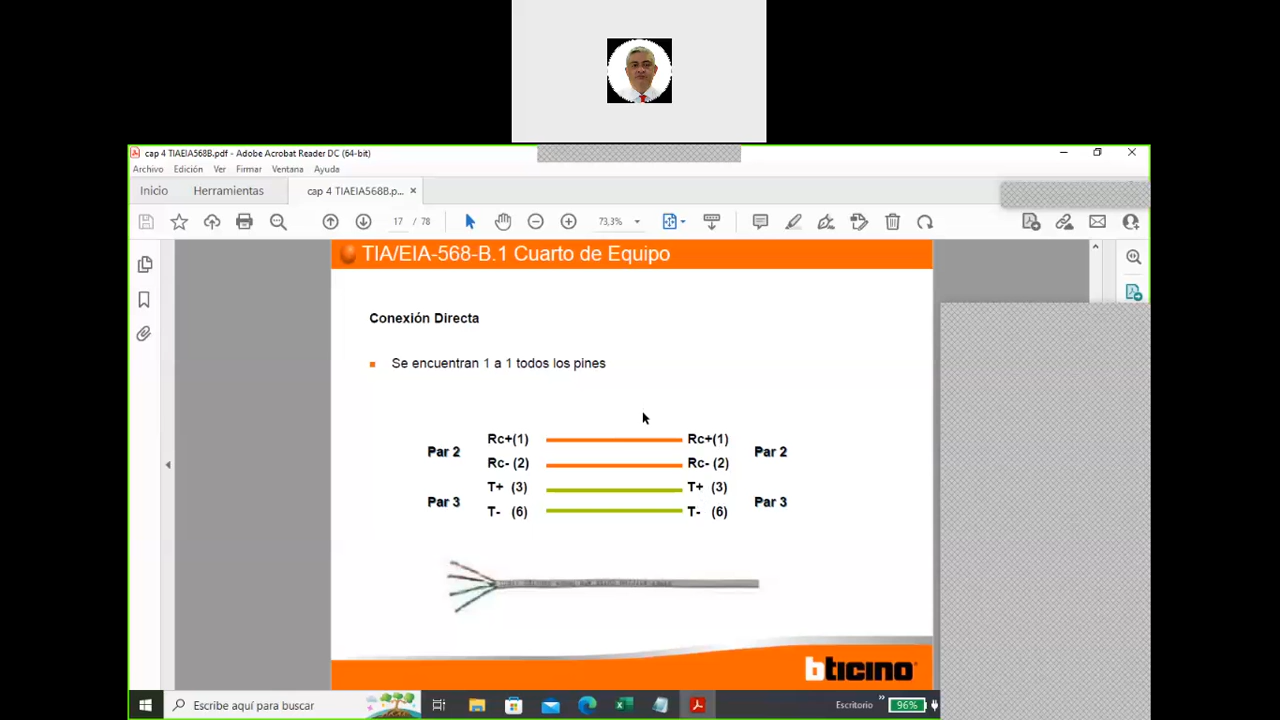 cap 4 TIAEIA568B.pdf - Adobe Acrobat Reader DC (64-bit)
Archivo Edición Ver Firmar Ventana Ayuda
Inicio Herramientas cap 4 TIAEIA568B.p... ×
17 / 78 73,3%
TIA/EIA-568-B.1 Cuarto de Equipo
Conexión Directa
Se encuentran 1 a 1 todos los pines
Rc+(1) Rc+(1)
Par 2 Par 2
Rc- (2) Rc- (2)
T+ (3) T+ (3)
Par 3 Par 3
T- (6) T- (6)
bticino
Escribe aquí para buscar Escritorio » 96%